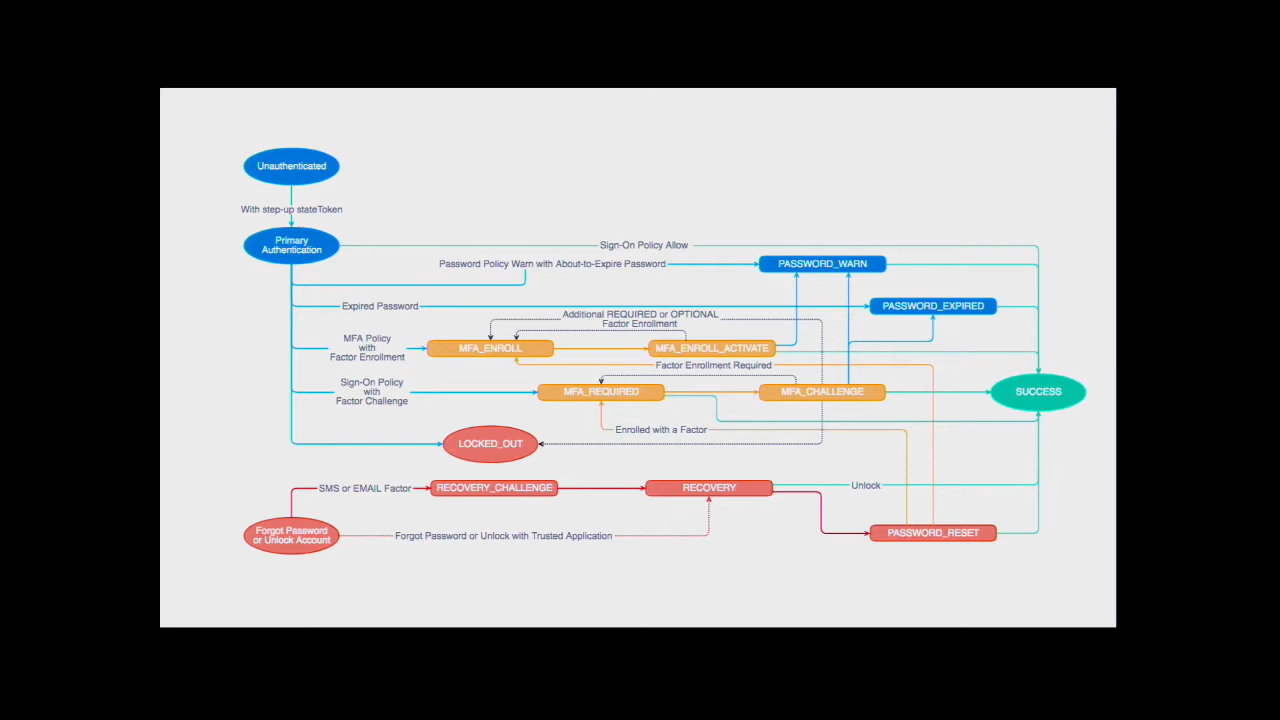 Unauthenticated
With step-up stateToken
Primary
Authentication
Sign-On Policy Allow
Password Policy Warn with About-to-Expire Password
PASSWORD_WARN
Expired Password
PASSWORD_EXPIRED
Additional REQUIRED or OPTIONAL
Factor Enrollment
MFA Policy
with
Factor Enrollment
MFA_ENROLL
MFA_ENROLL_ACTIVATE
Factor Enrollment Required
Sign-On Policy
with
Factor Challenge
MFA_REQUIRED
MFA_CHALLENGE
SUCCESS
Enrolled with a Factor
LOCKED_OUT
SMS or EMAIL Factor
RECOVERY_CHALLENGE
RECOVERY
Unlock
Forgot Password
or Unlock Account
Forgot Password or Unlock with Trusted Application
PASSWORD_RESET